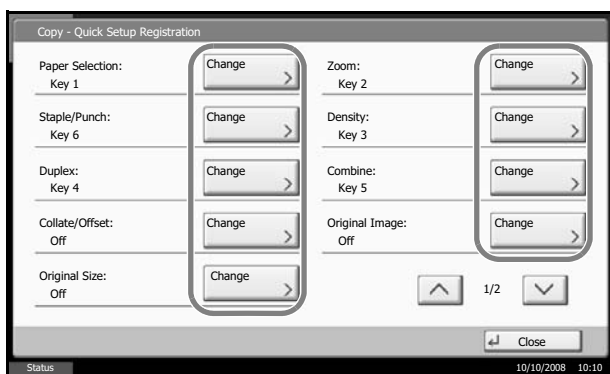 Copy - Quick Setup Registration
Paper Selection:
Key 1
Change
Zoom:
Key 2
Change
Staple/Punch:
Key 6
Change
Density:
Key 3
Change
Duplex:
Key 4
Change
Combine:
Key 5
Change
Collate/Offset:
Off
Change
Original Image:
Off
Change
Original Size:
Off
Change
1/2
Close
Status 10/10/2008 10:10